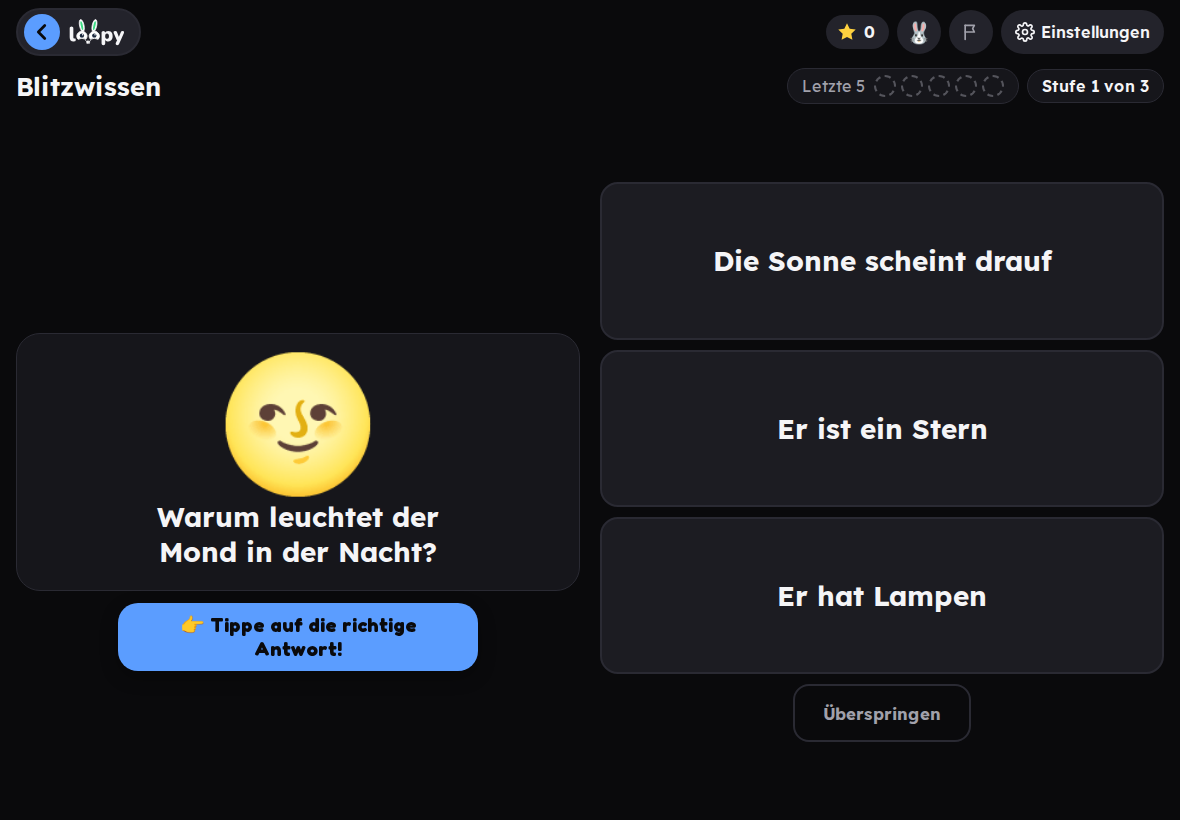 loopy
0
Einstellungen
Blitzwissen
Letzte 5
Stufe 1 von 3
Warum leuchtet der
Mond in der Nacht?
👉 Tippe auf die richtige
Antwort!
Die Sonne scheint drauf
Er ist ein Stern
Er hat Lampen
Überspringen